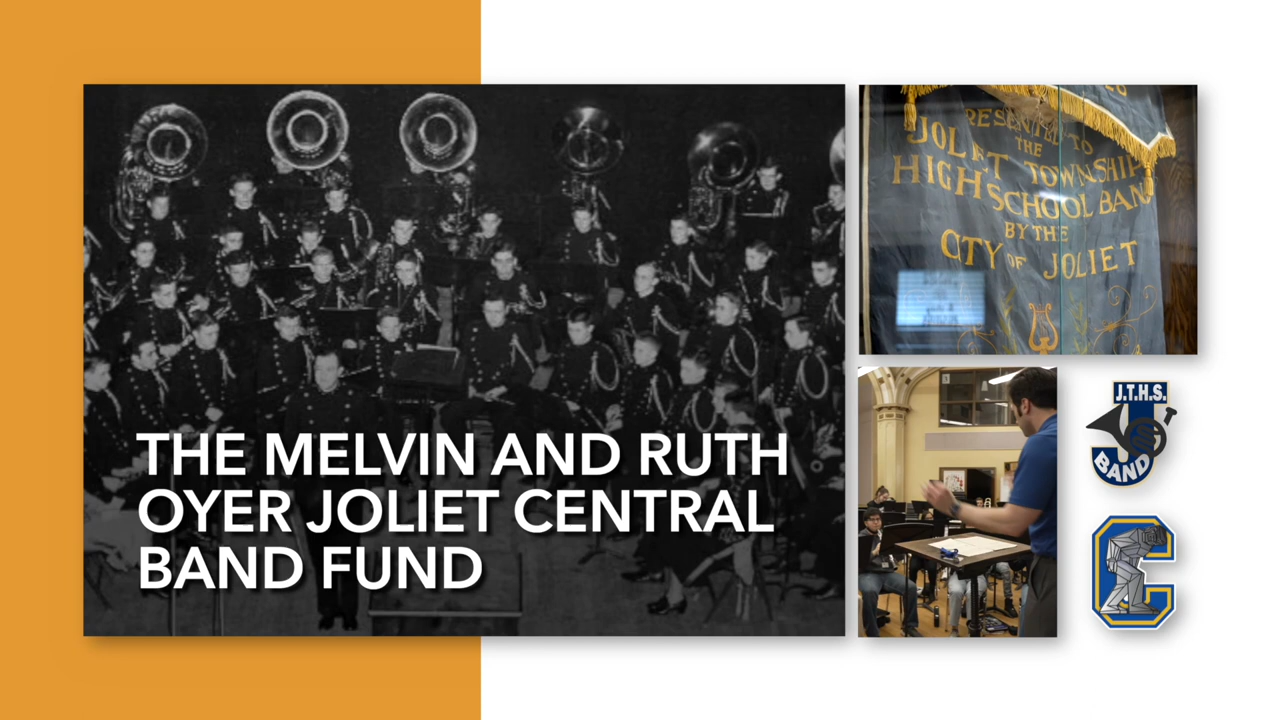 THE MELVIN AND RUTH
OYER JOLIET CENTRAL
BAND FUND
PRESENTED TO
THE
JOLIET TOWNSHIP
HIGH SCHOOL BAND
BY THE
CITY OF JOLIET
J.T.H.S.
J
BAND
C